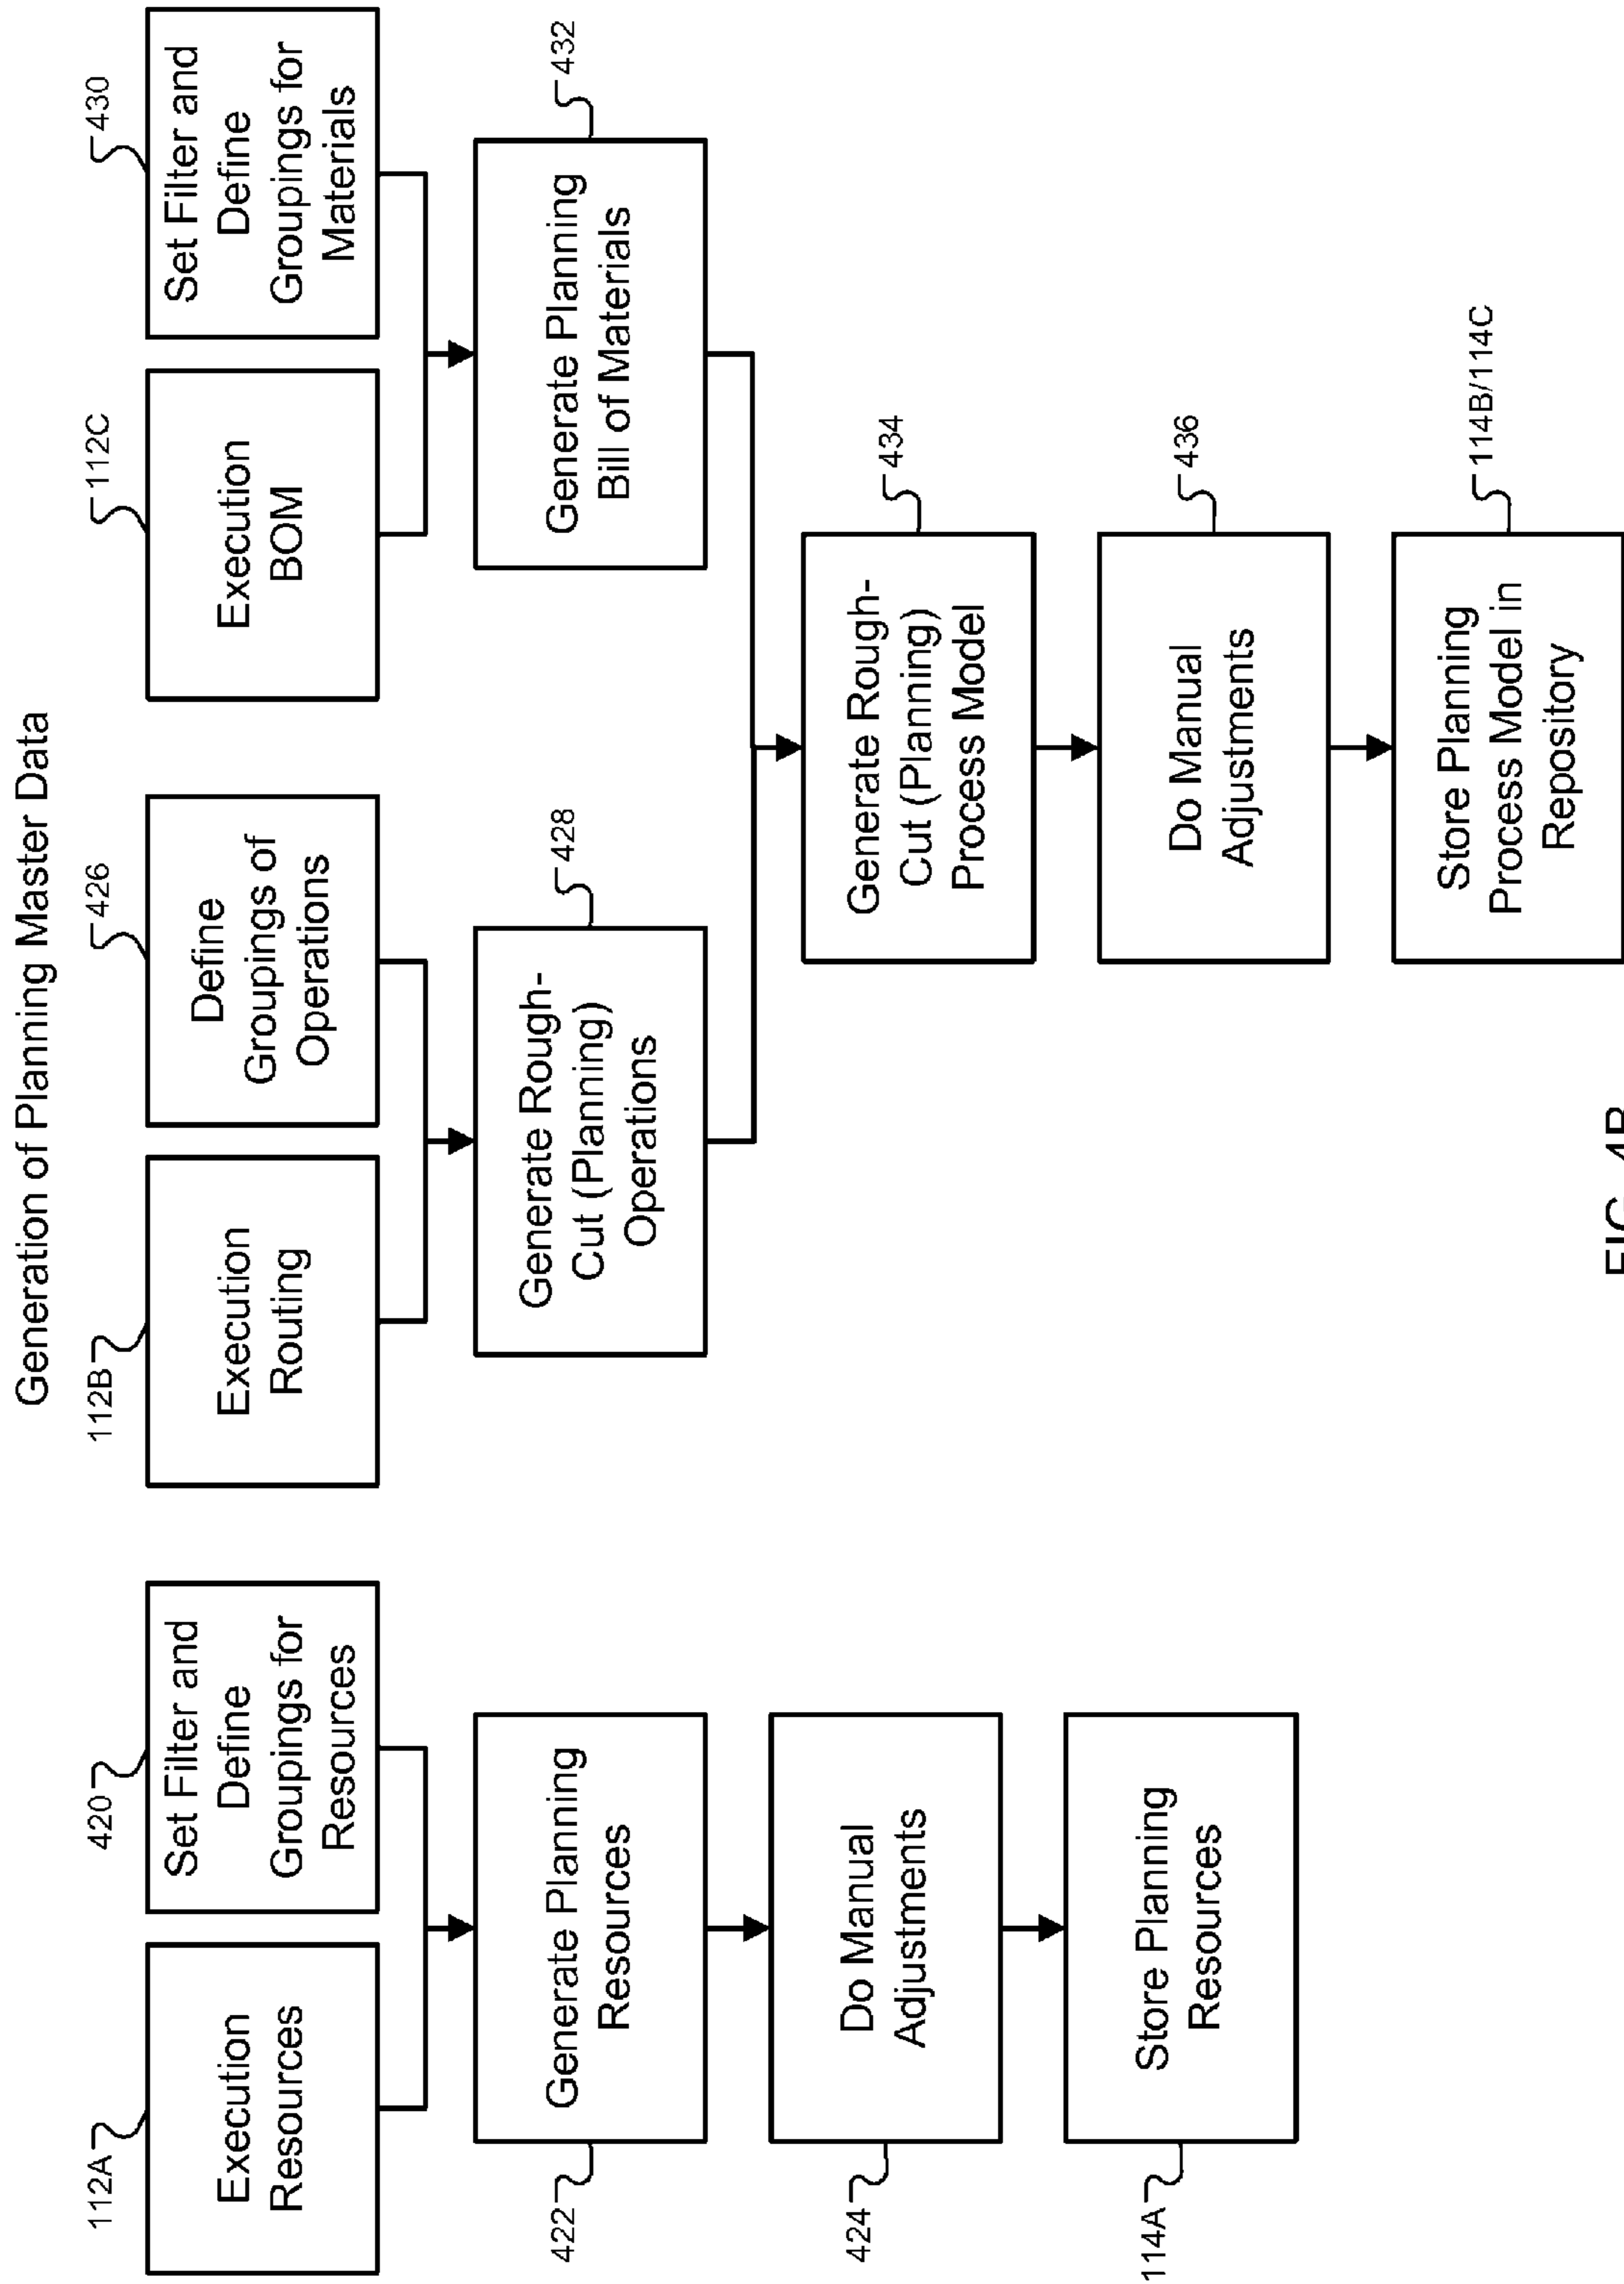 Generation of Planning Master Data
112A
Execution
Resources
420
Set Filter and
Define
Groupings for
Resources
422
Generate Planning
Resources
424
Do Manual
Adjustments
114A
Store Planning
Resources
112B
Execution
Routing
426
Define
Groupings of
Operations
428
Generate Rough-
Cut (Planning)
Operations
112C
Execution
BOM
430
Set Filter and
Define
Groupings for
Materials
432
Generate Planning
Bill of Materials
434
Generate Rough-
Cut (Planning)
Process Model
436
Do Manual
Adjustments
114B/114C
Store Planning
Process Model in
Repository
FIG. 4B